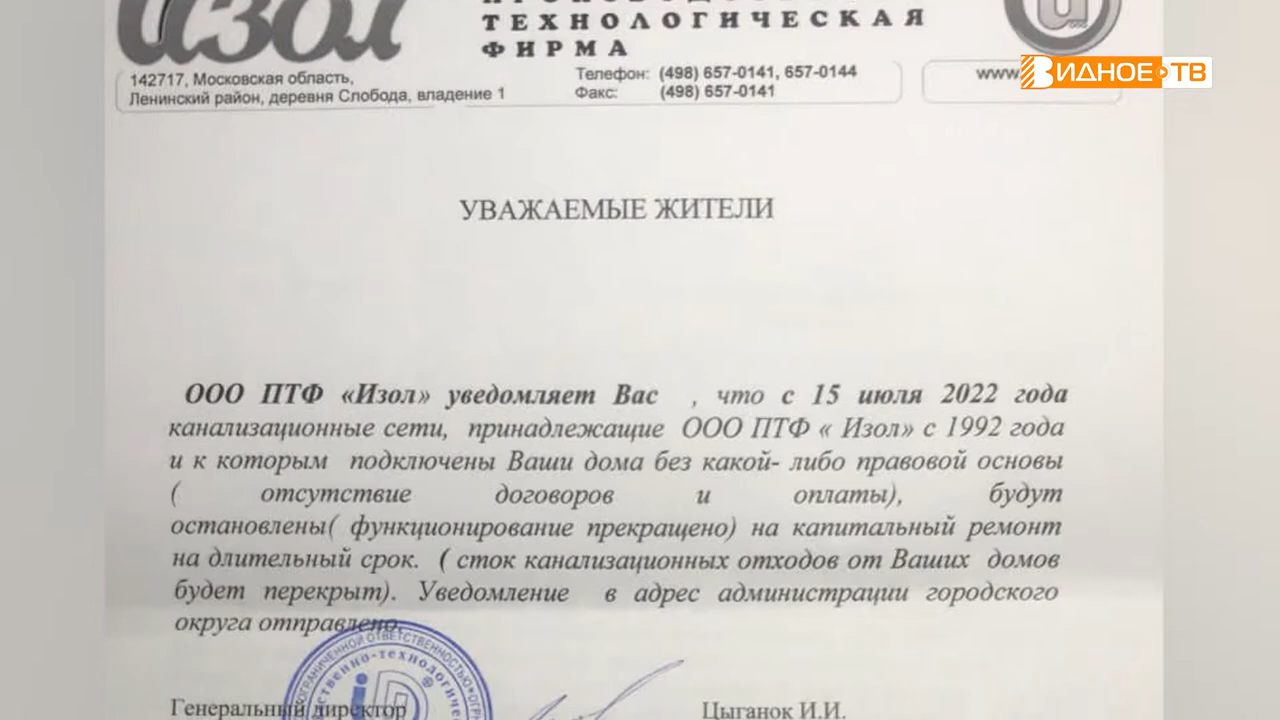 Изол
ТЕХНОЛОГИЧЕСКАЯ
ФИРМА
142717, Московская область,
Ленинский район, деревня Слобода, владение 1
Телефон: (498) 657-0141, 657-0144
Факс: (498) 657-0141
www.
ВИДНОЕ ТВ
УВАЖАЕМЫЕ ЖИТЕЛИ
ООО ПТФ «Изол» уведомляет Вас , что с 15 июля 2022 года
канализационные сети, принадлежащие ООО ПТФ « Изол» с 1992 года
и к которым подключены Ваши дома без какой- либо правовой основы
( отсутствие договоров и оплаты), будут
остановлены( функционирование прекращено) на капитальный ремонт
на длительный срок. ( сток канализационных отходов от Ваших домов
будет перекрыт). Уведомление в адрес администрации городского
округа отправлено.
ОГРАНИЧЕННОЙ ОТВЕТСТВЕННОСТЬЮ
Генеральный директор Цыганок И.И.